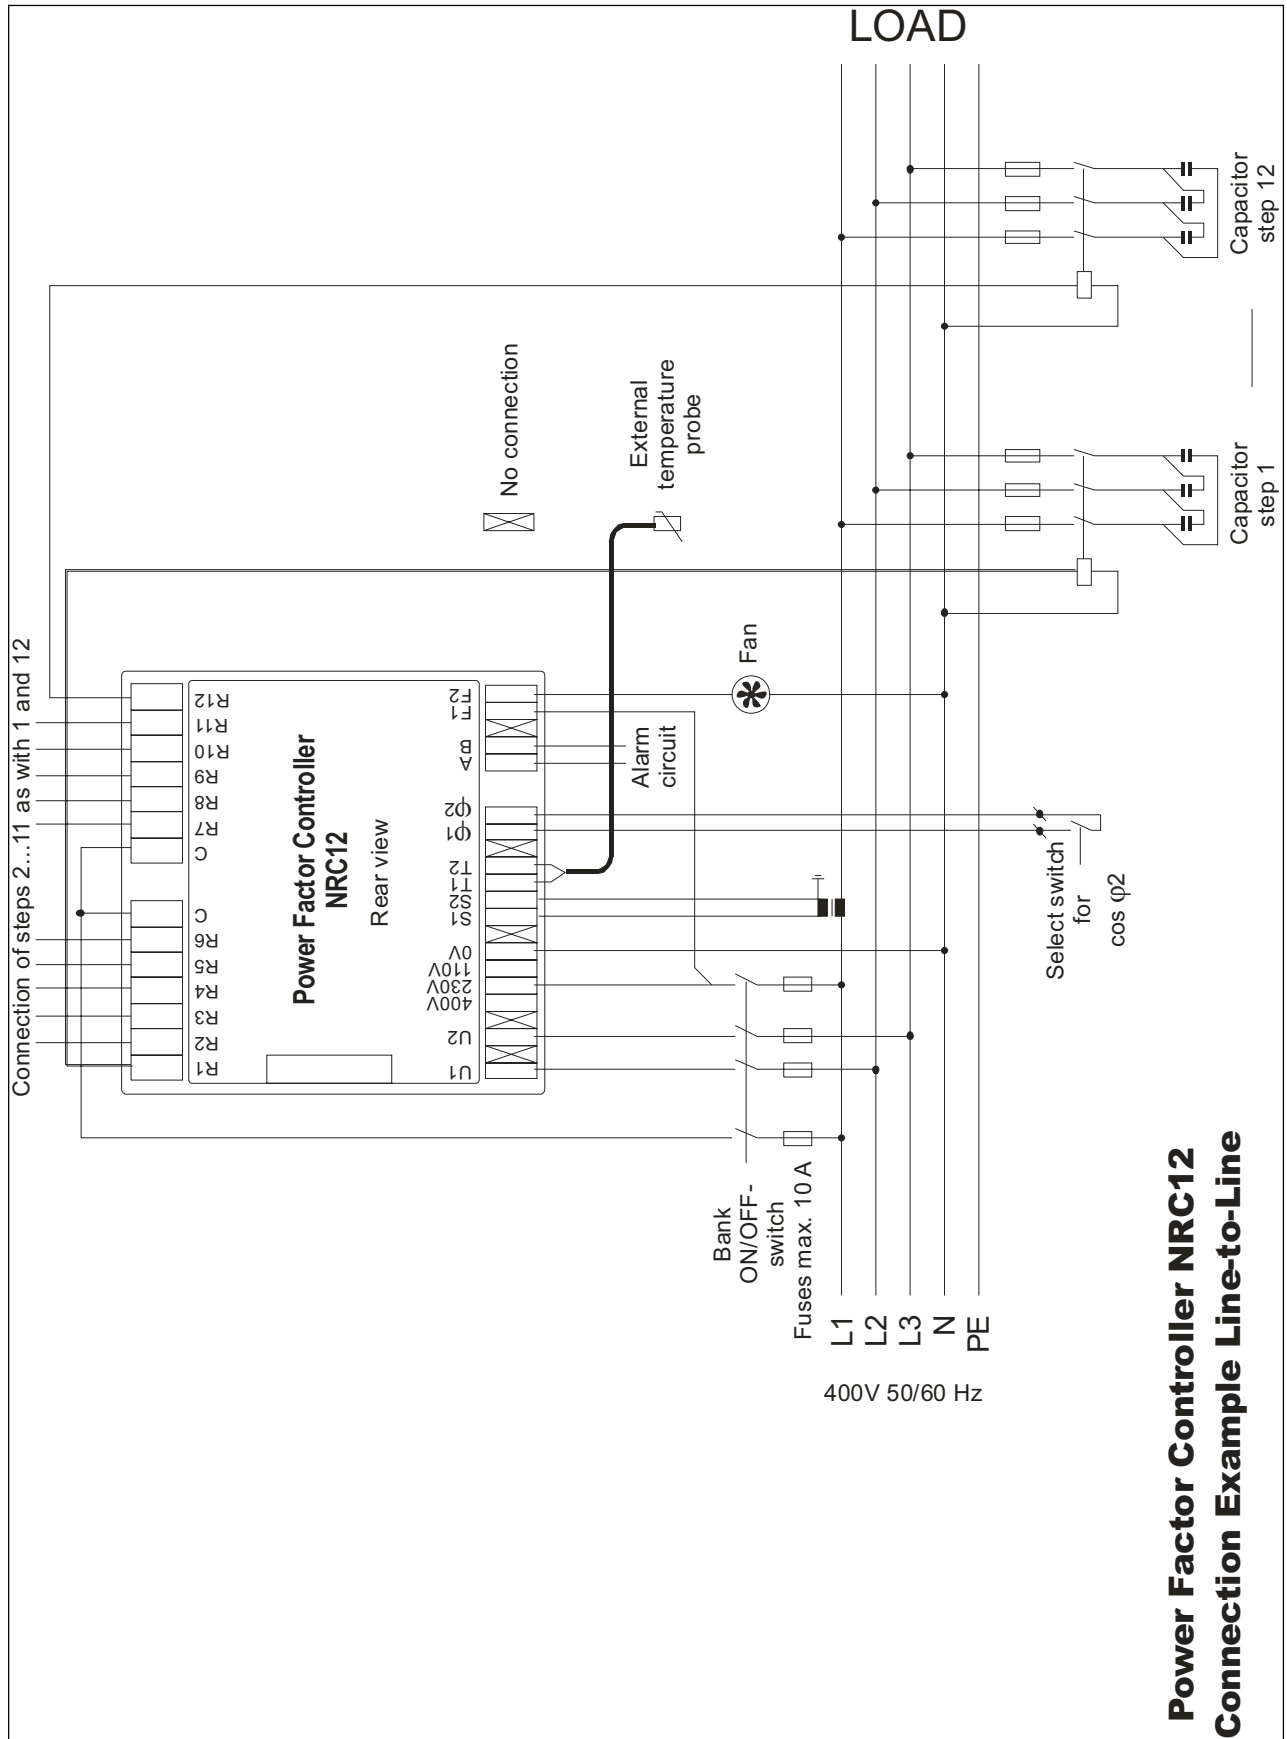 LOAD
Connection of steps 2...11 as with 1 and 12
R1
R2
R3
R4
R5
R6
C
C
R7
R8
R9
R10
R11
R12
Power Factor Controller
NRC12
Rear view
U1
U2
400V
230V
110V
0V
S1
S2
T1
T2
φ1
φ2
A
B
F1
F2
No connection
External
temperature
probe
Fan
Alarm
circuit
Bank
ON/OFF-
switch
Fuses max. 10 A
Select switch
for
cos φ2
L1
L2
L3
N
PE
400V 50/60 Hz
Capacitor
step 1
Capacitor
step 12
Power Factor Controller NRC12
Connection Example Line-to-Line